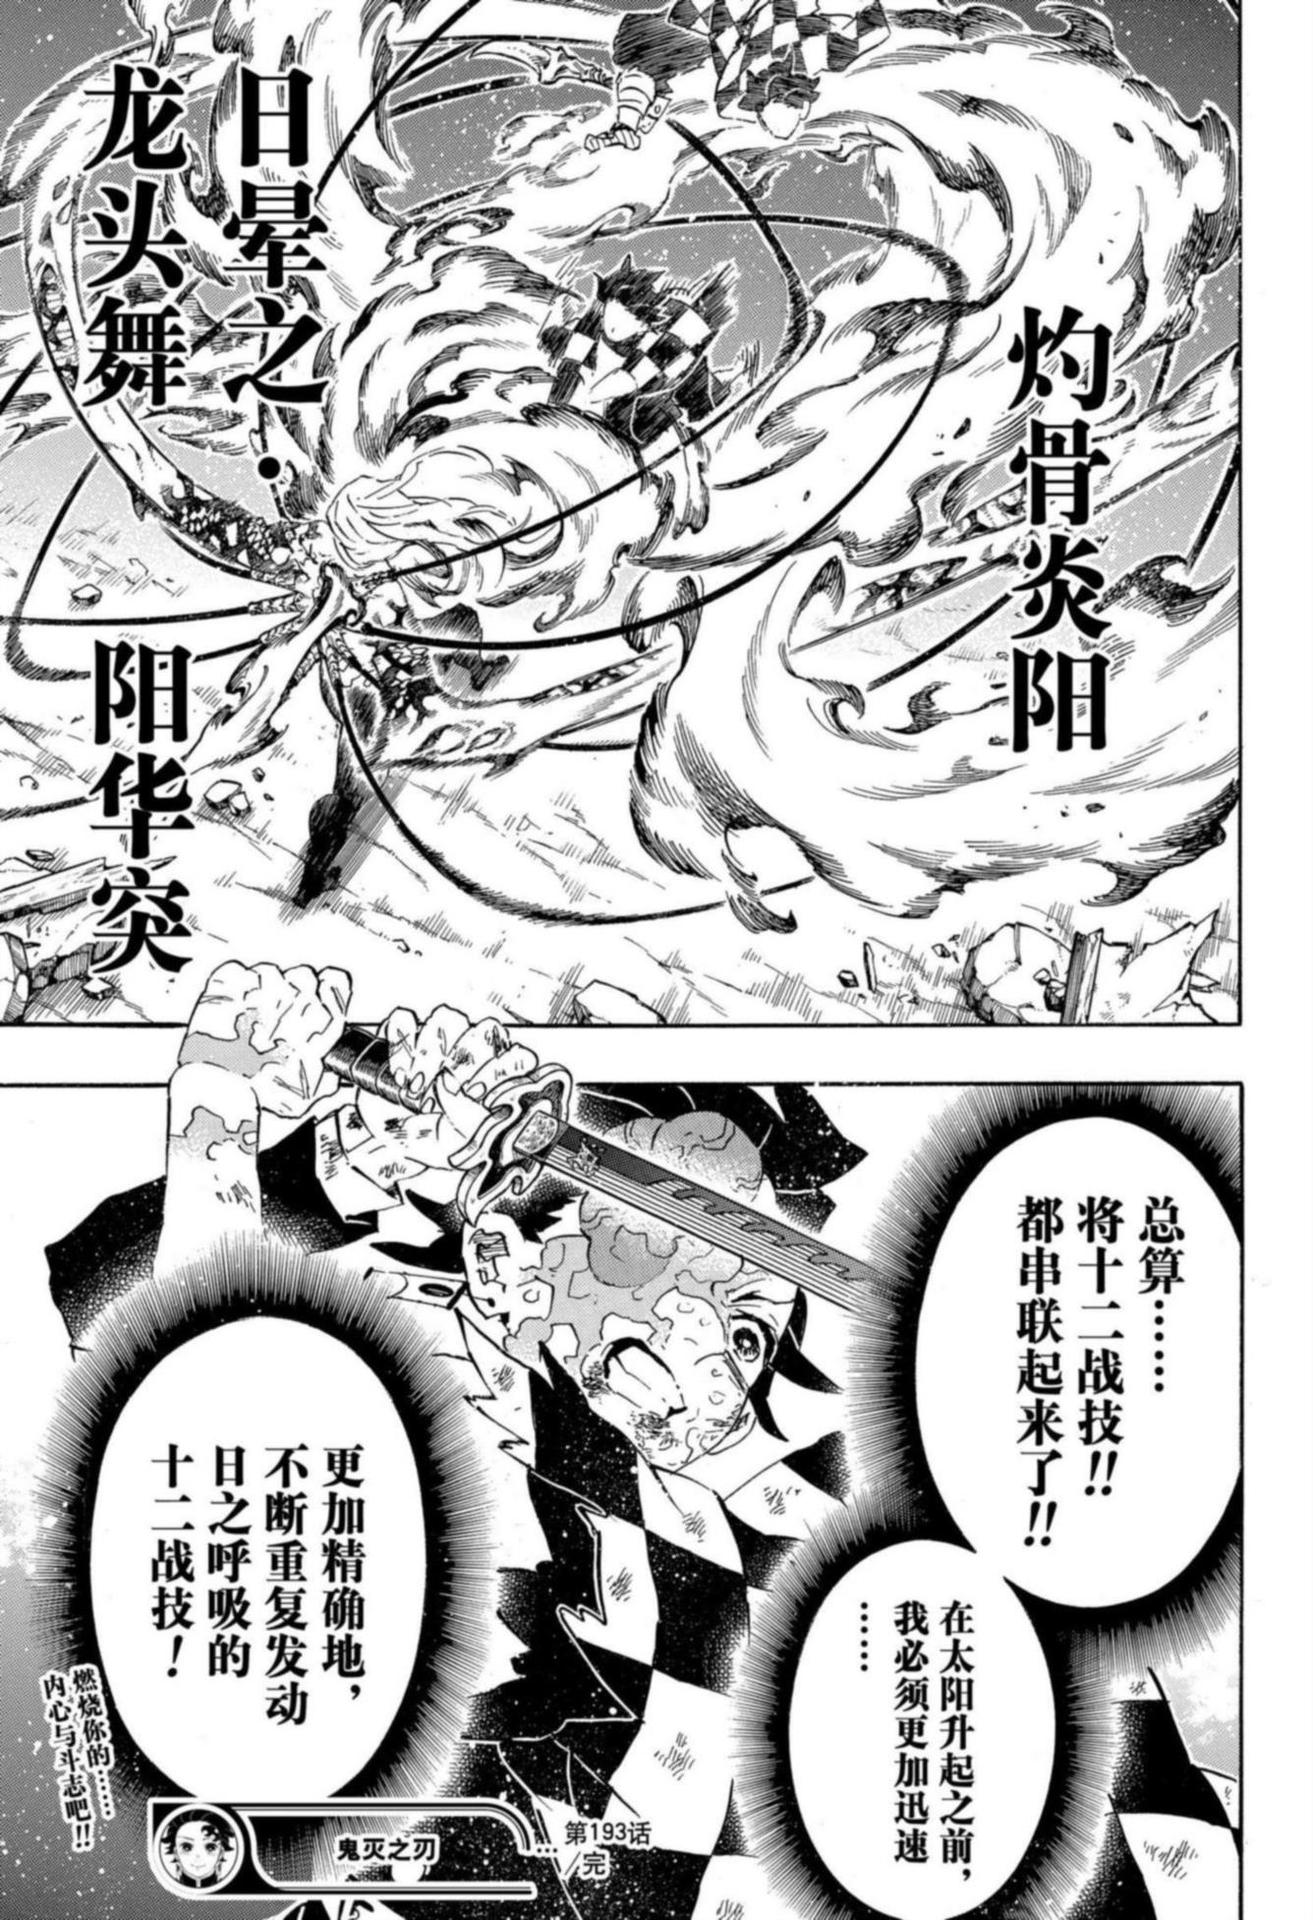 灼骨炎阳
日晕之·
龙头舞
阳华突
总算……
将十二战技!!
都串联起来了!!
在太阳升起之前,
我必须更加迅速
……
更加精确地,
不断重复发动
日之呼吸的
十二战技!
燃烧你的……
内心与斗志吧!!
鬼灭之刃
… 第193话
/完